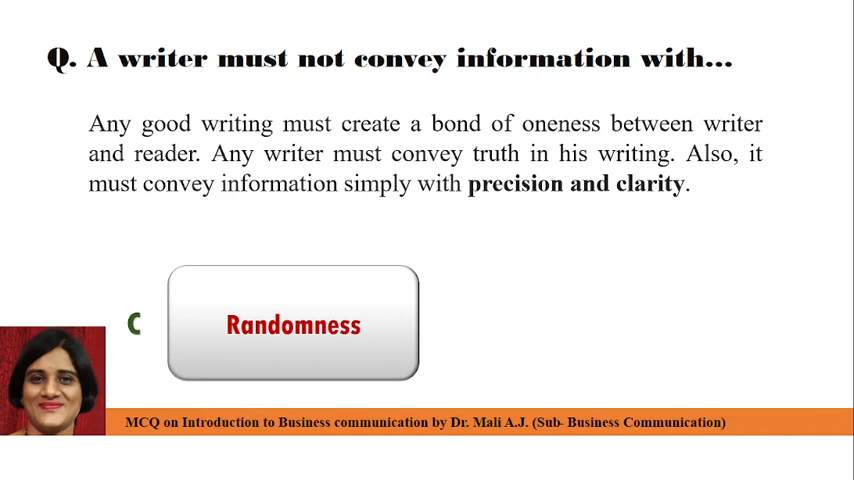 Q. A writer must not convey information with...
Any good writing must create a bond of oneness between writer
and reader. Any writer must convey truth in his writing. Also, it
must convey information simply with precision and clarity.
C
Randomness
MCQ on Introduction to Business communication by Dr. Mali A.J. (Sub- Business Communication)